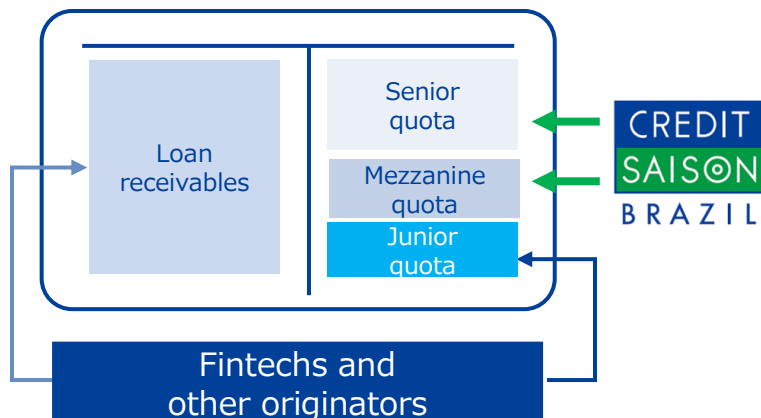 Loan
receivables
Senior
quota
Mezzanine
quota
Junior
quota
CREDIT
SAISON
BRAZIL
Fintechs and
other originators